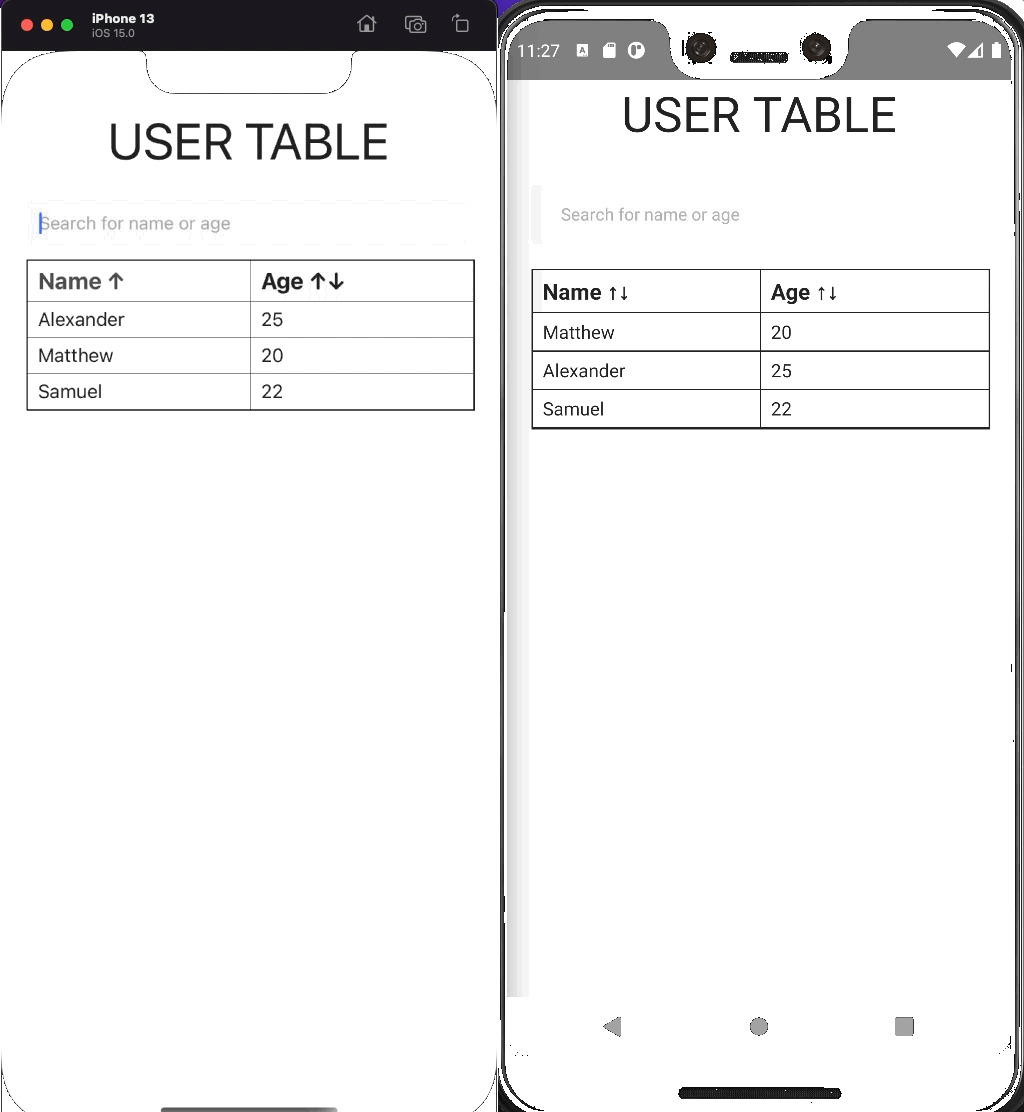 iPhone 13
iOS 15.0
USER TABLE
Search for name or age
Name ↑
Age ↑↓
Alexander
25
Matthew
20
Samuel
22
11:27
A
USER TABLE
Search for name or age
Name ↑↓
Age ↑↓
Matthew
20
Alexander
25
Samuel
22